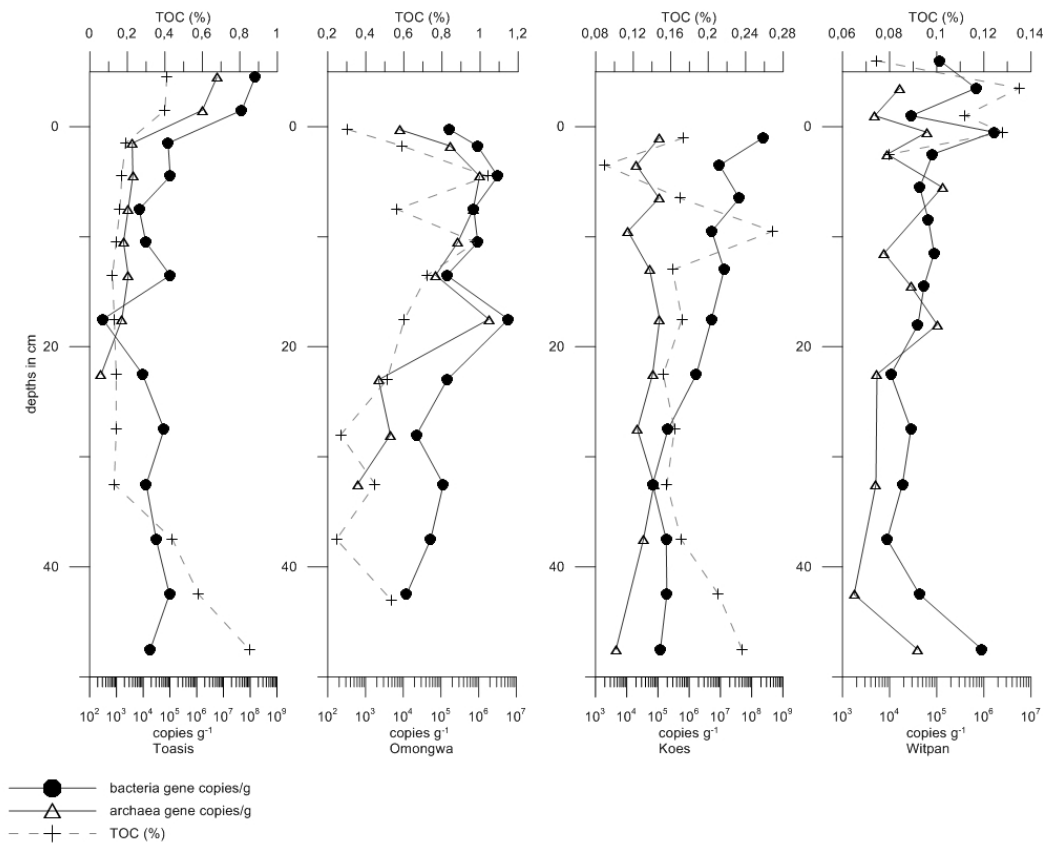 TOC (%) TOC (%) TOC (%) TOC (%)
0 0,2 0,4 0,6 0,8 1 0,2 0,4 0,6 0,8 1 1,2 0,08 0,12 0,16 0,2 0,24 0,28 0,06 0,08 0,1 0,12 0,14
0 0 0 0
20 20 20 20
depths in cm
40 40 40 40
10² 10³ 10⁴ 10⁵ 10⁶ 10⁷ 10⁸ 10⁹ 10² 10³ 10⁴ 10⁵ 10⁶ 10⁷ 10³ 10⁴ 10⁵ 10⁶ 10⁷ 10⁸ 10⁹ 10³ 10⁴ 10⁵ 10⁶ 10⁷
copies g⁻¹ copies g⁻¹ copies g⁻¹ copies g⁻¹
Toasis Omongwa Koes Witpan
bacteria gene copies/g
archaea gene copies/g
TOC (%)